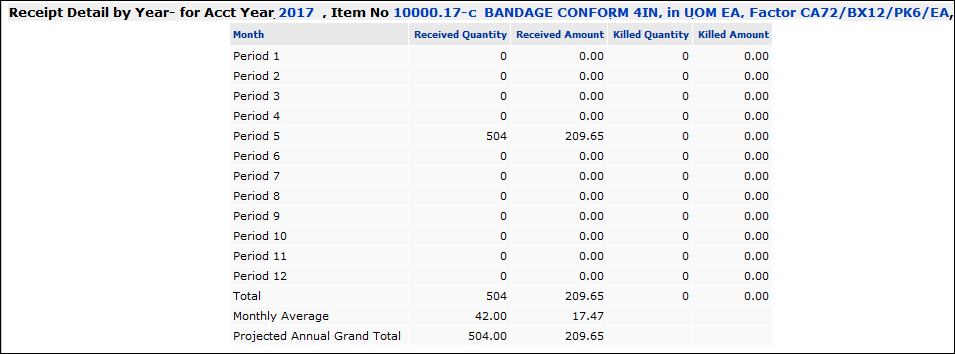 Receipt Detail by Year- for Acct Year 2017 , Item No 10000.17-c BANDAGE CONFORM 4IN, in UOM EA, Factor CA72/BX12/PK6/EA,
Month Received Quantity Received Amount Killed Quantity Killed Amount
Period 1 0 0.00 0 0.00
Period 2 0 0.00 0 0.00
Period 3 0 0.00 0 0.00
Period 4 0 0.00 0 0.00
Period 5 504 209.65 0 0.00
Period 6 0 0.00 0 0.00
Period 7 0 0.00 0 0.00
Period 8 0 0.00 0 0.00
Period 9 0 0.00 0 0.00
Period 10 0 0.00 0 0.00
Period 11 0 0.00 0 0.00
Period 12 0 0.00 0 0.00
Total 504 209.65 0 0.00
Monthly Average 42.00 17.47
Projected Annual Grand Total 504.00 209.65